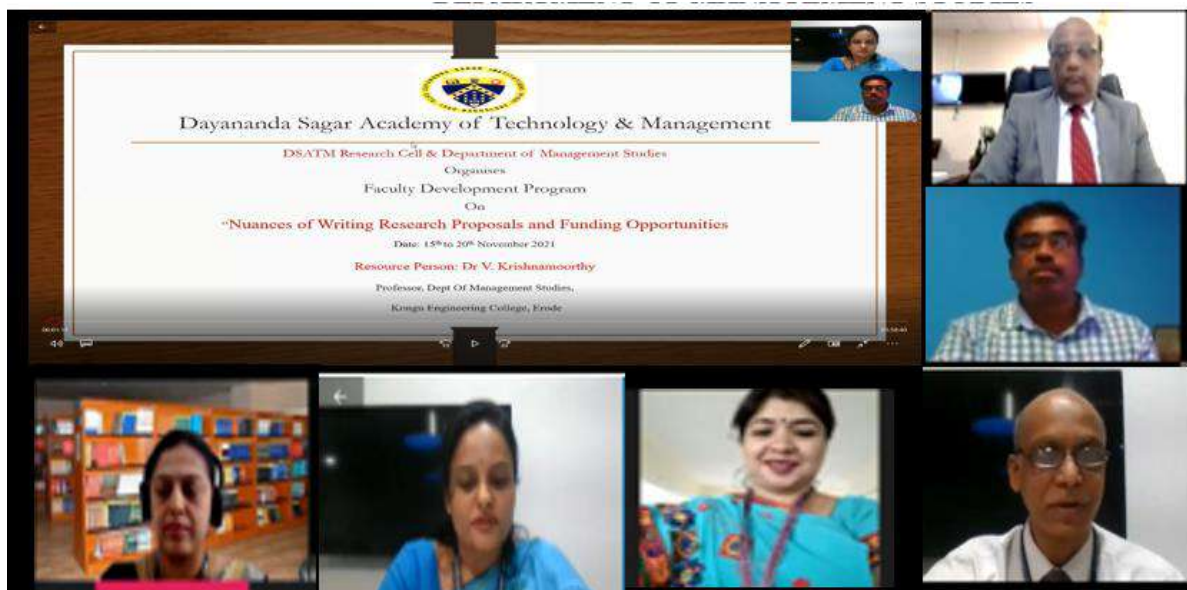 Dayananda Sagar Academy of Technology & Management
DSATM Research Cell & Department of Management Studies
Organises
Faculty Development Program
On
"Nuances of Writing Research Proposals and Funding Opportunities
Date: 15th to 20th November 2021
Resource Person: Dr V. Krishnamoorthy
Professor, Dept Of Management Studies,
Kongu Engineering College, Erode